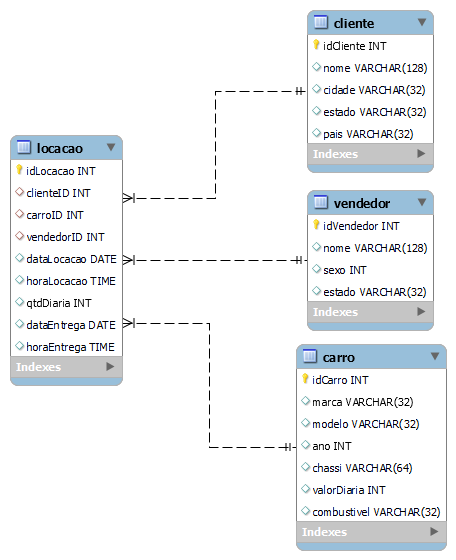 locacao
idLocacao INT
clienteID INT
carroID INT
vendedorID INT
dataLocacao DATE
horaLocacao TIME
qtdDiaria INT
dataEntrega DATE
horaEntrega TIME
Indexes
cliente
idCliente INT
nome VARCHAR(128)
cidade VARCHAR(32)
estado VARCHAR(32)
pais VARCHAR(32)
Indexes
vendedor
idVendedor INT
nome VARCHAR(128)
sexo INT
estado VARCHAR(32)
Indexes
carro
idCarro INT
marca VARCHAR(32)
modelo VARCHAR(32)
ano INT
chassi VARCHAR(64)
valorDiaria INT
combustivel VARCHAR(32)
Indexes